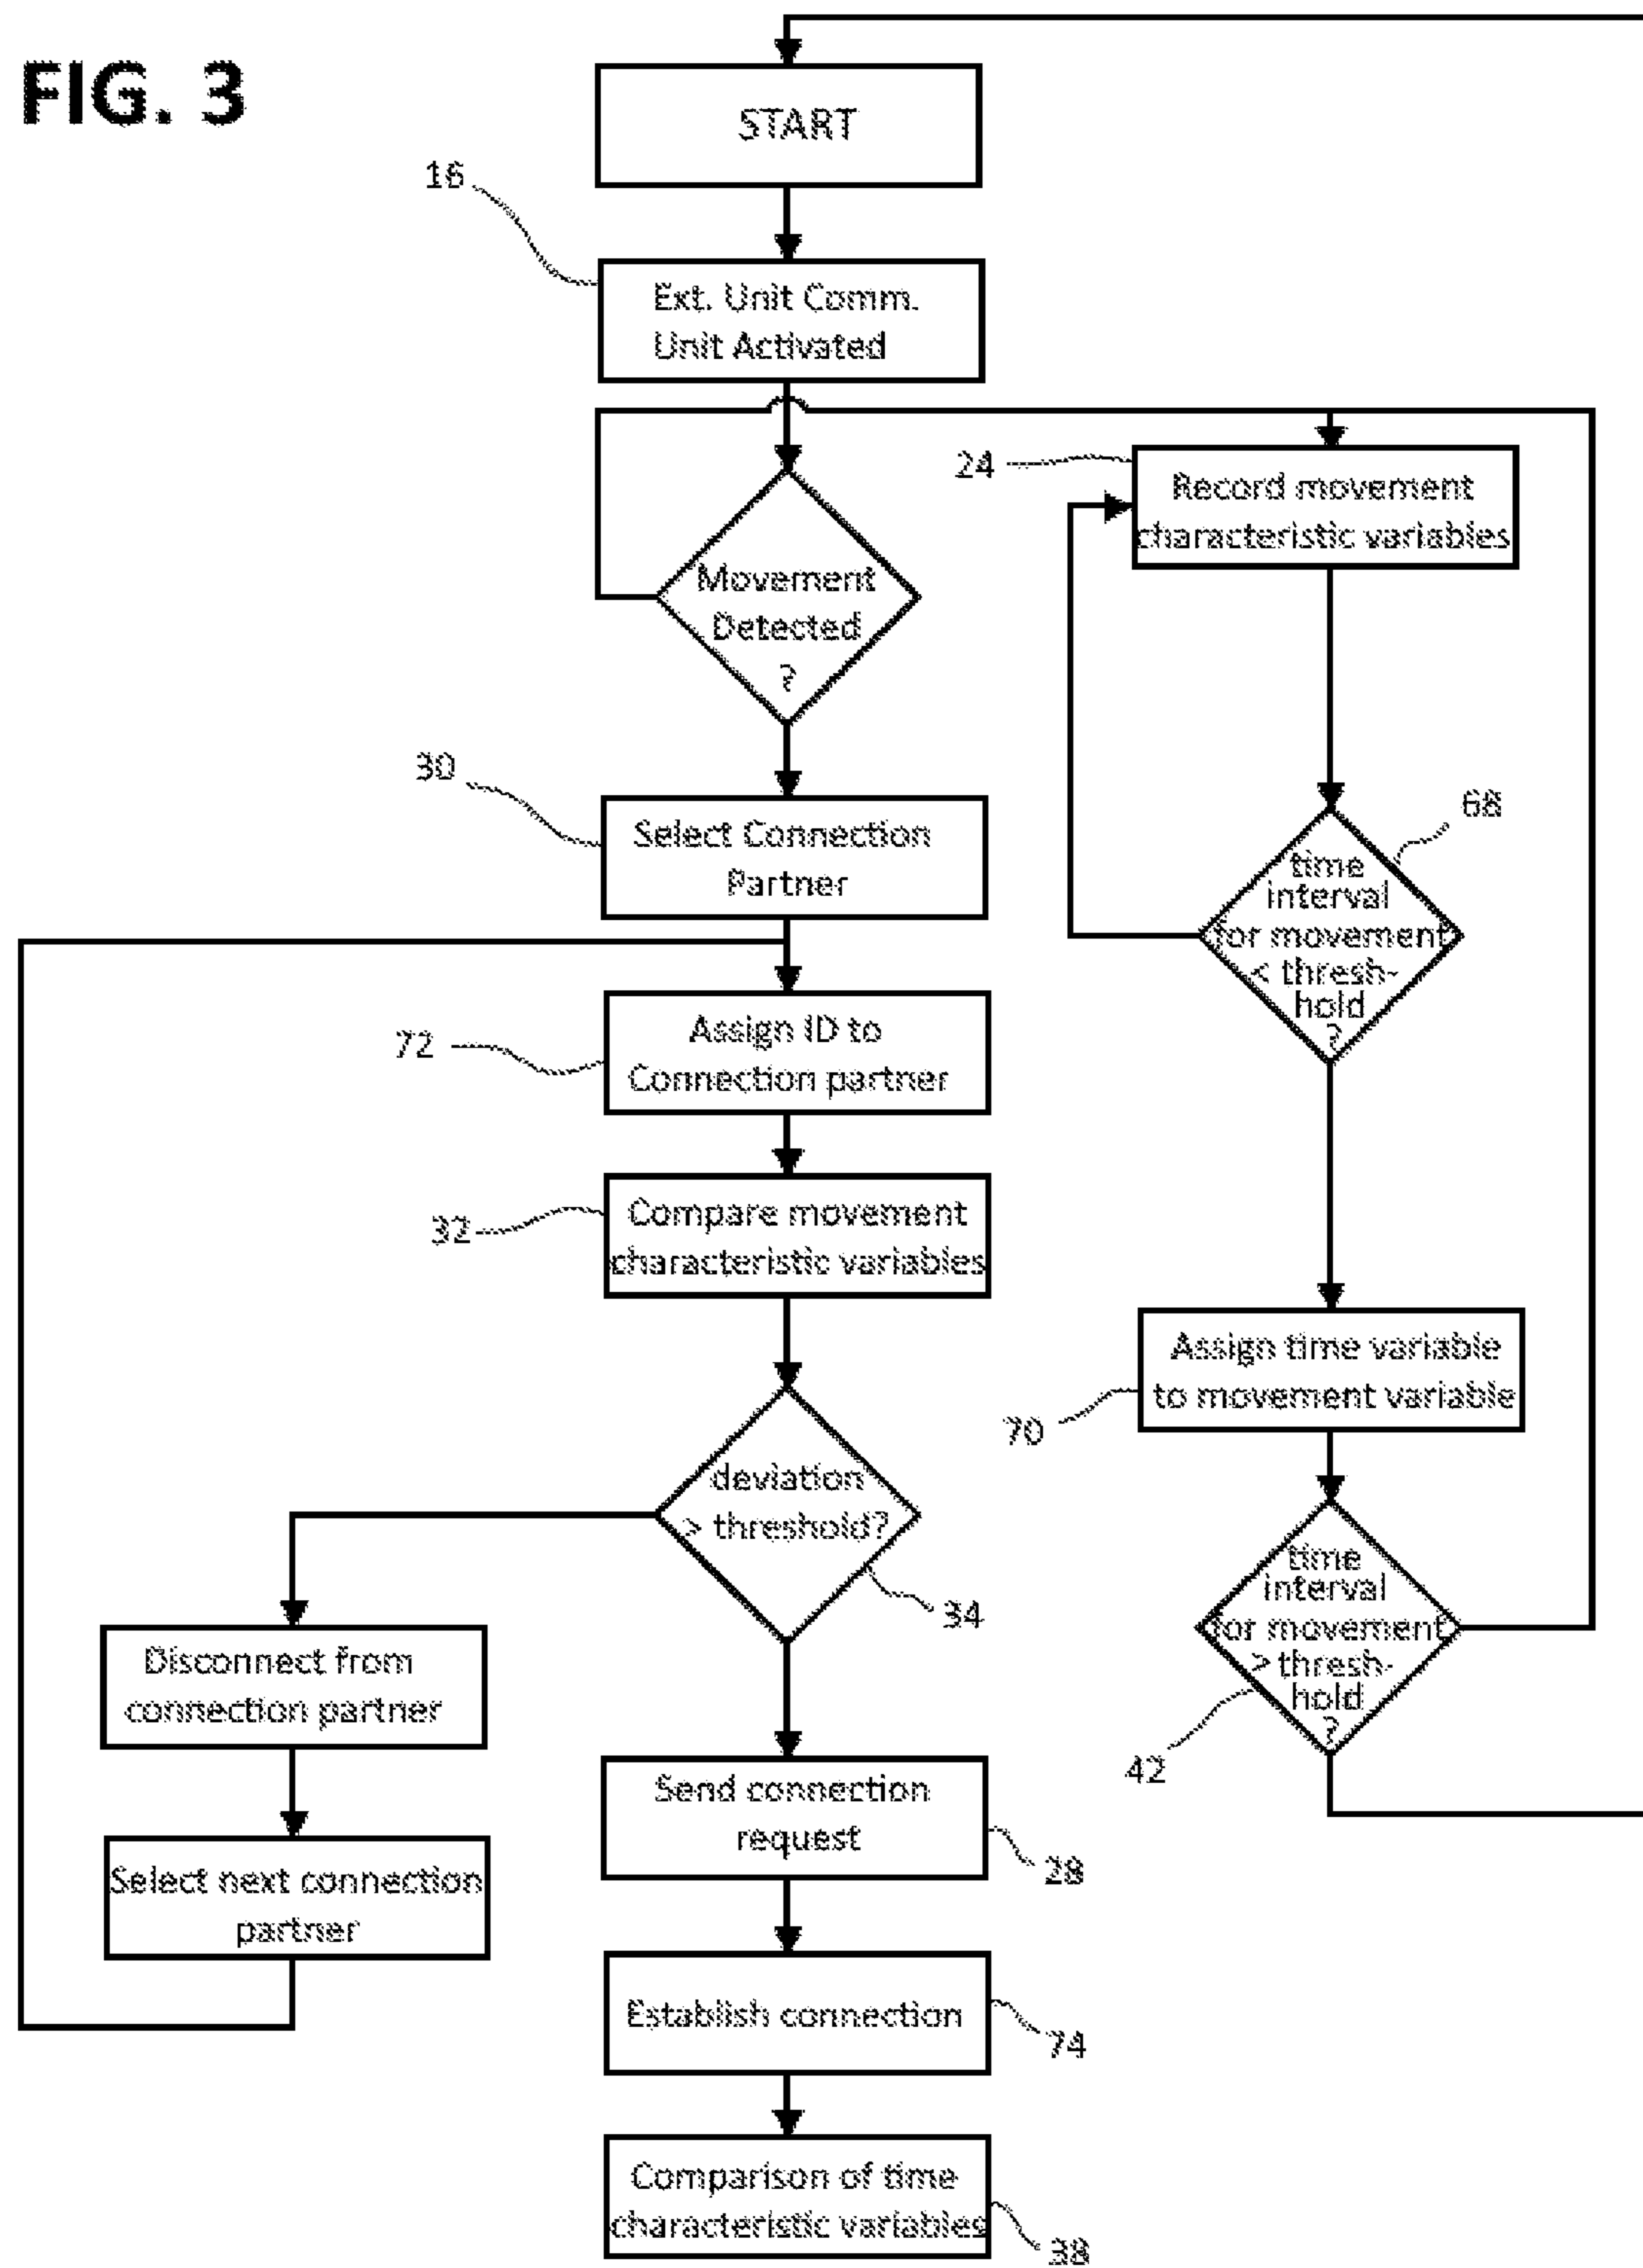 FIG. 3
START
16
Ext. Unit Comm.
Unit Activated
Movement
Detected
?
24
Record movement
characteristic variables
30
Select Connection
Partner
68
time
interval
for movement
< thresh-
hold
?
72
Assign ID to
Connection partner
32
Compare movement
characteristic variables
70
Assign time variable
to movement variable
deviation
> threshold?
34
time
interval
for movement
> thresh-
hold
?
42
Disconnect from
connection partner
Select next connection
partner
Send connection
request
28
Establish connection
74
Comparison of time
characteristic variables
38